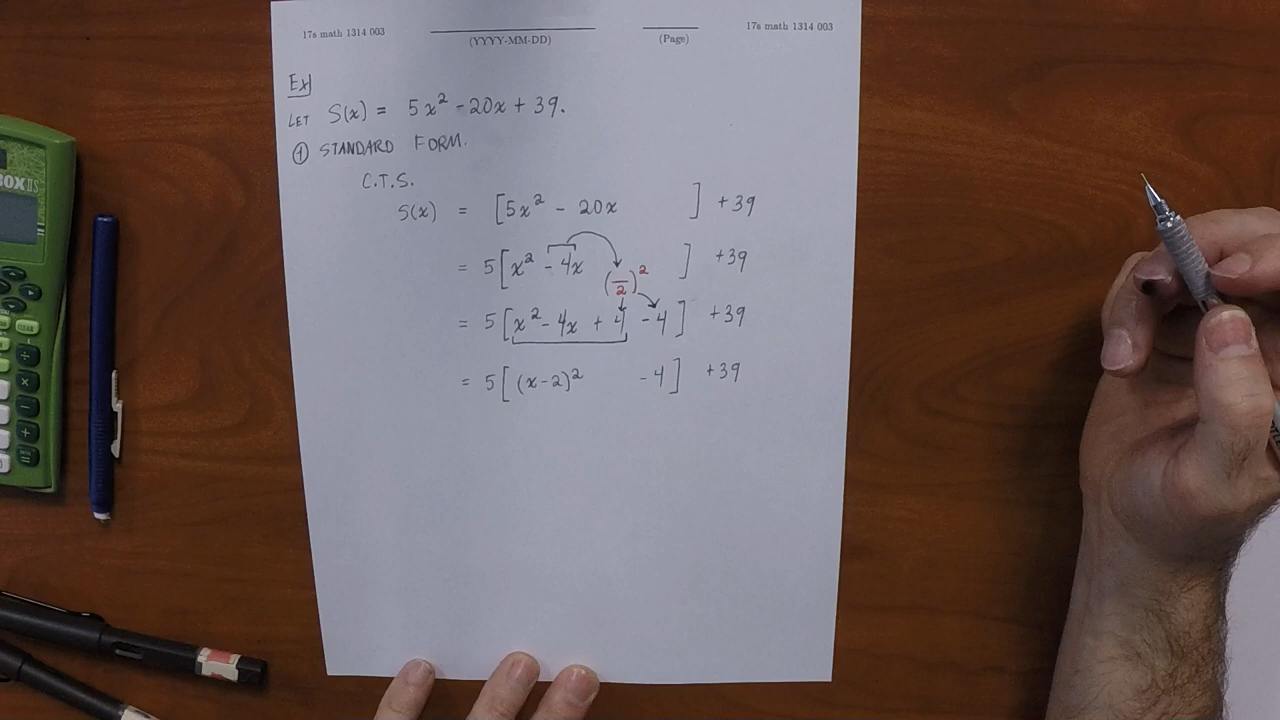 17s math 1314 003 (YYYY-MM-DD) (Page) 17s math 1314 003
Ex
LET S(x) = 5x² - 20x + 39.
① STANDARD FORM.
C.T.S.
S(x) = [5x² - 20x ] + 39
= 5[x² - 4x (—/2)² ] + 39
= 5[x² - 4x + 4 - 4] + 39
= 5[(x-2)² - 4] + 39
CLEAR
÷
×
-
+